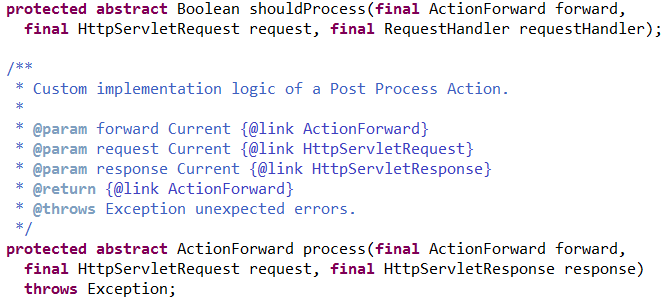 protected abstract Boolean shouldProcess(final ActionForward forward,
  final HttpServletRequest request, final RequestHandler requestHandler);

/**
 * Custom implementation logic of a Post Process Action.
 *
 * @param forward Current {@link ActionForward}
 * @param request Current {@link HttpServletRequest}
 * @param response Current {@link HttpServletResponse}
 * @return {@link ActionForward}
 * @throws Exception unexpected errors.
 */
protected abstract ActionForward process(final ActionForward forward,
  final HttpServletRequest request, final HttpServletResponse response)
  throws Exception;